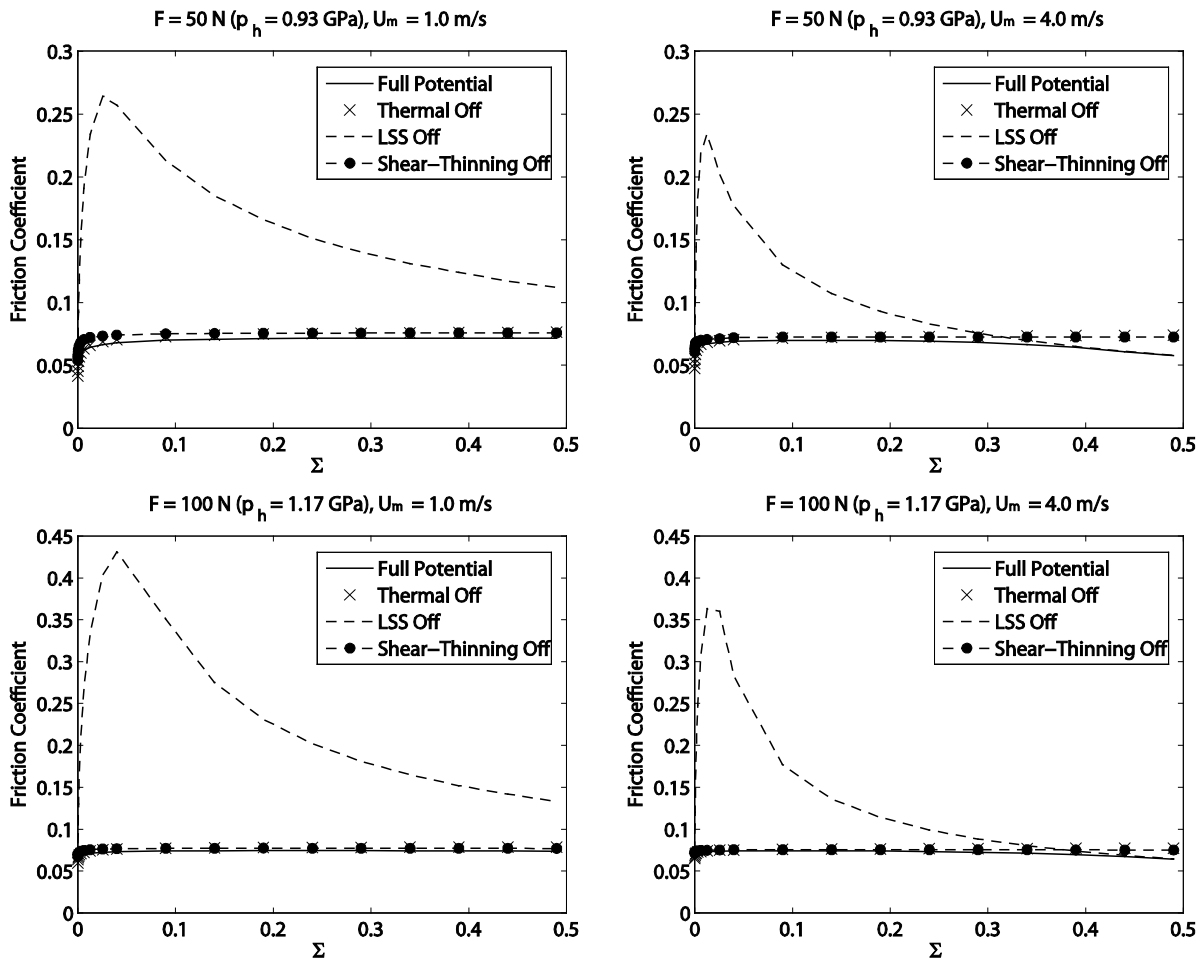 F = 50 N (p h = 0.93 GPa), Um = 1.0 m/s
Friction Coefficient
0.3
0.25
0.2
0.15
0.1
0.05
0
0 0.1 0.2 0.3 0.4 0.5
Σ
Full Potential
Thermal Off
LSS Off
Shear–Thinning Off
F = 50 N (p h = 0.93 GPa), Um = 4.0 m/s
Friction Coefficient
0.3
0.25
0.2
0.15
0.1
0.05
0
0 0.1 0.2 0.3 0.4 0.5
Σ
Full Potential
Thermal Off
LSS Off
Shear–Thinning Off
F = 100 N (p h = 1.17 GPa), Um = 1.0 m/s
Friction Coefficient
0.45
0.4
0.35
0.3
0.25
0.2
0.15
0.1
0.05
0
0 0.1 0.2 0.3 0.4 0.5
Σ
Full Potential
Thermal Off
LSS Off
Shear–Thinning Off
F = 100 N (p h = 1.17 GPa), Um = 4.0 m/s
Friction Coefficient
0.45
0.4
0.35
0.3
0.25
0.2
0.15
0.1
0.05
0
0 0.1 0.2 0.3 0.4 0.5
Σ
Full Potential
Thermal Off
LSS Off
Shear–Thinning Off